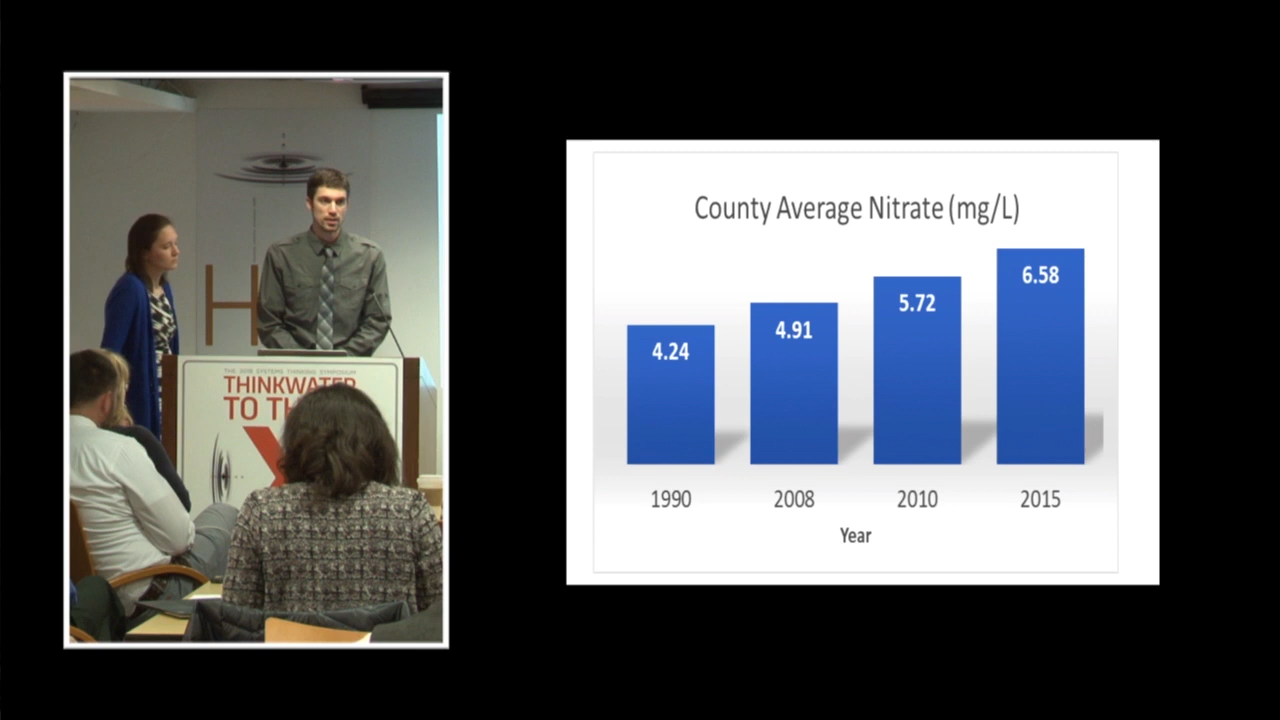 H
THE 2016 SYSTEMS THINKING SYMPOSIUM
THINKWATER
TO TH
X
County Average Nitrate (mg/L)
4.24
4.91
5.72
6.58
1990
2008
2010
2015
Year